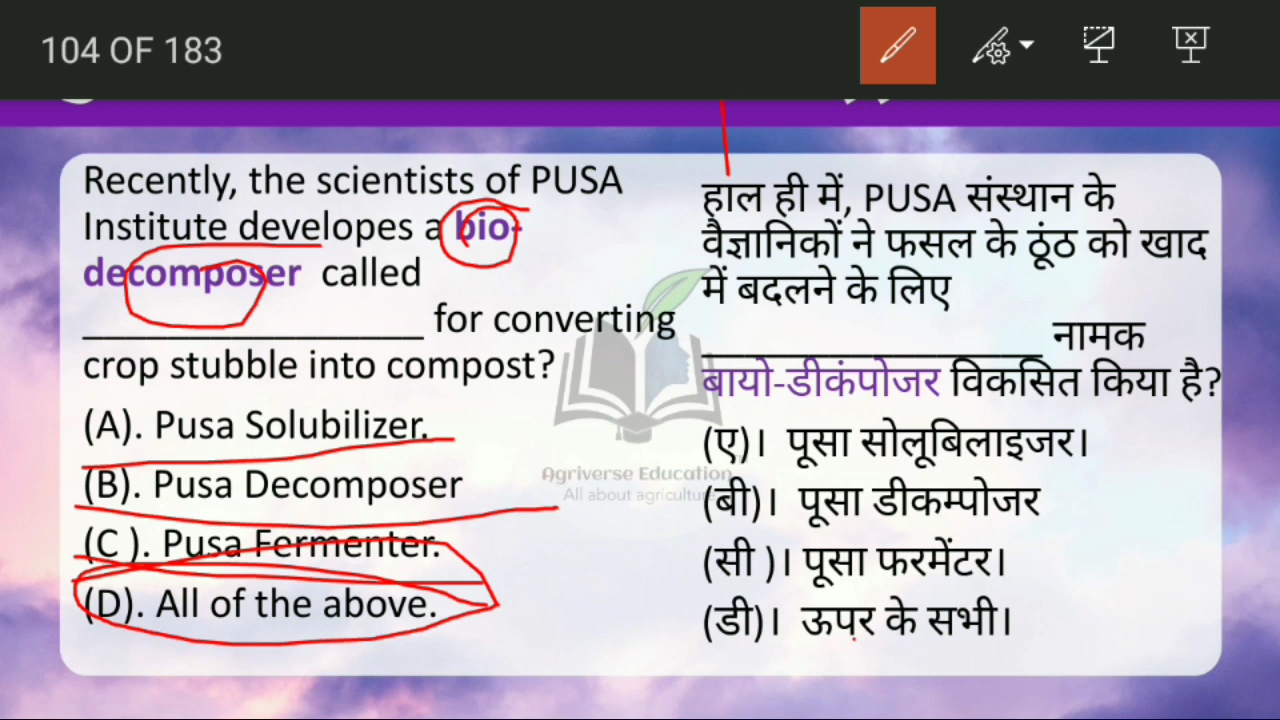 104 OF 183
Recently, the scientists of PUSA
Institute developes a bio-
decomposer called
________________ for converting
crop stubble into compost?
(A). Pusa Solubilizer.
(B). Pusa Decomposer
(C ). Pusa Fermenter.
(D). All of the above.
हाल ही में, PUSA संस्थान के
वैज्ञानिकों ने फसल के ठूंठ को खाद
में बदलने के लिए
________________ नामक
बायो-डीकंपोजर विकसित किया है?
(ए)। पूसा सोलूबिलाइजर।
(बी)। पूसा डीकम्पोजर
(सी )। पूसा फरमेंटर।
(डी)। ऊपर के सभी।
Agriverse Education
All about agriculture